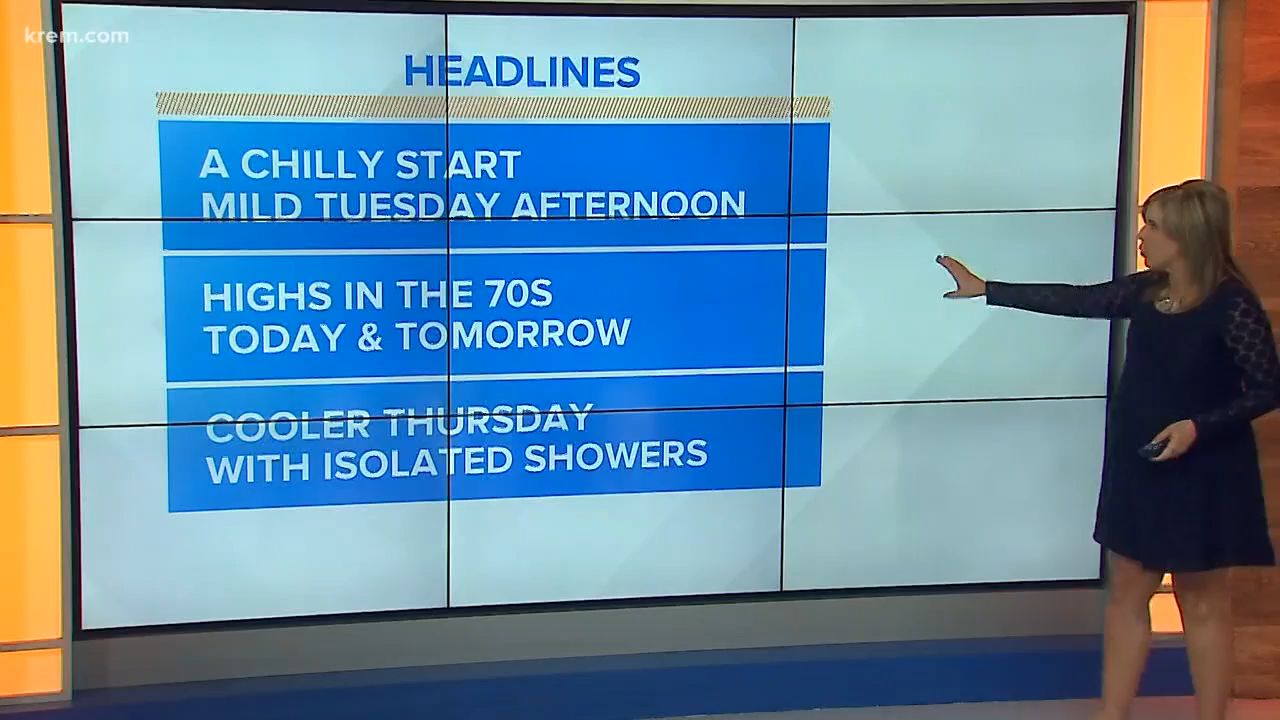 krem.com
HEADLINES
A CHILLY START
MILD TUESDAY AFTERNOON
HIGHS IN THE 70S
TODAY & TOMORROW
COOLER THURSDAY
WITH ISOLATED SHOWERS